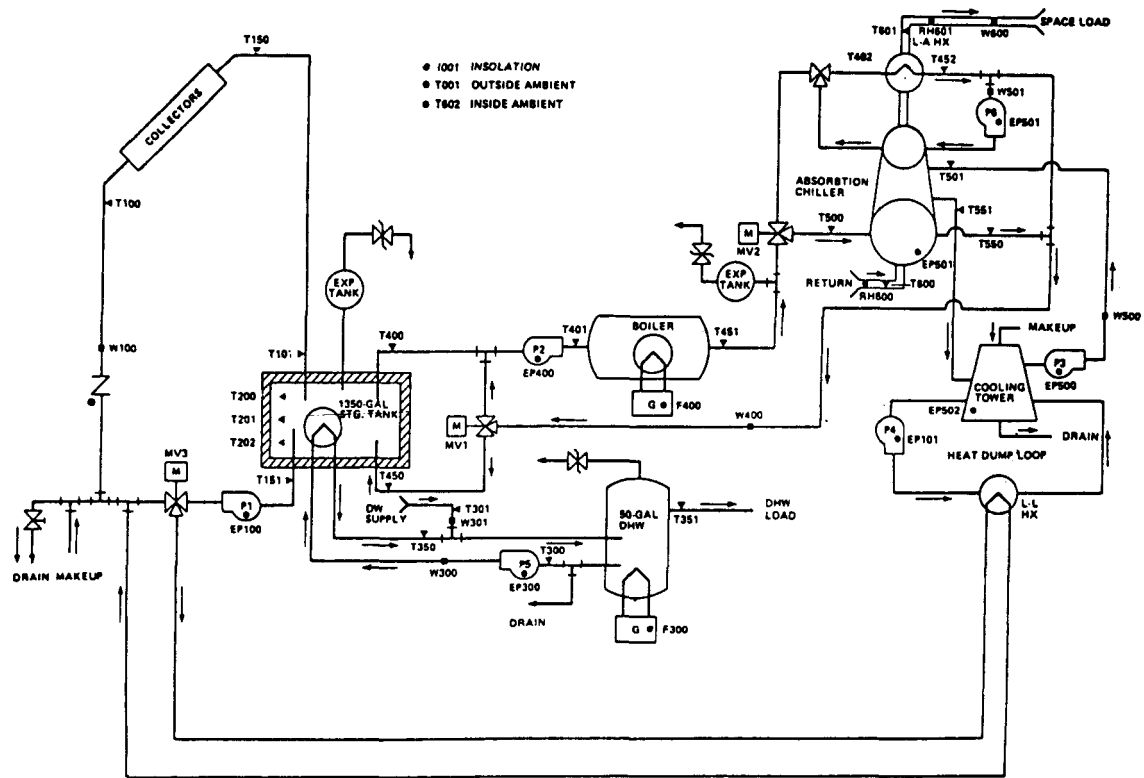 T150
COLLECTORS
T100
W100
I001 INSOLATION
T001 OUTSIDE AMBIENT
T602 INSIDE AMBIENT
T601
RH601
L-A HX
W600
SPACE LOAD
T462
T452
W501
P6
EP501
T501
ABSORBTION
CHILLER
T551
M
MV2
T500
T550
EP501
RETURN
RH600
T600
EXP
TANK
EXP
TANK
T400
P2
EP400
T401
BOILER
T451
G
F400
W500
MAKEUP
P3
EP500
COOLING
TOWER
EP502
DRAIN
P4
EP101
HEAT DUMP LOOP
L-L
HX
T101
1350-GAL
STG. TANK
T200
T201
T202
T151
M
MV1
W400
T450
DW
SUPPLY
T301
W301
T350
W300
T300
P5
EP300
DRAIN
50-GAL
DHW
T351
DHW
LOAD
G
F300
MV3
M
P1
EP100
DRAIN MAKEUP